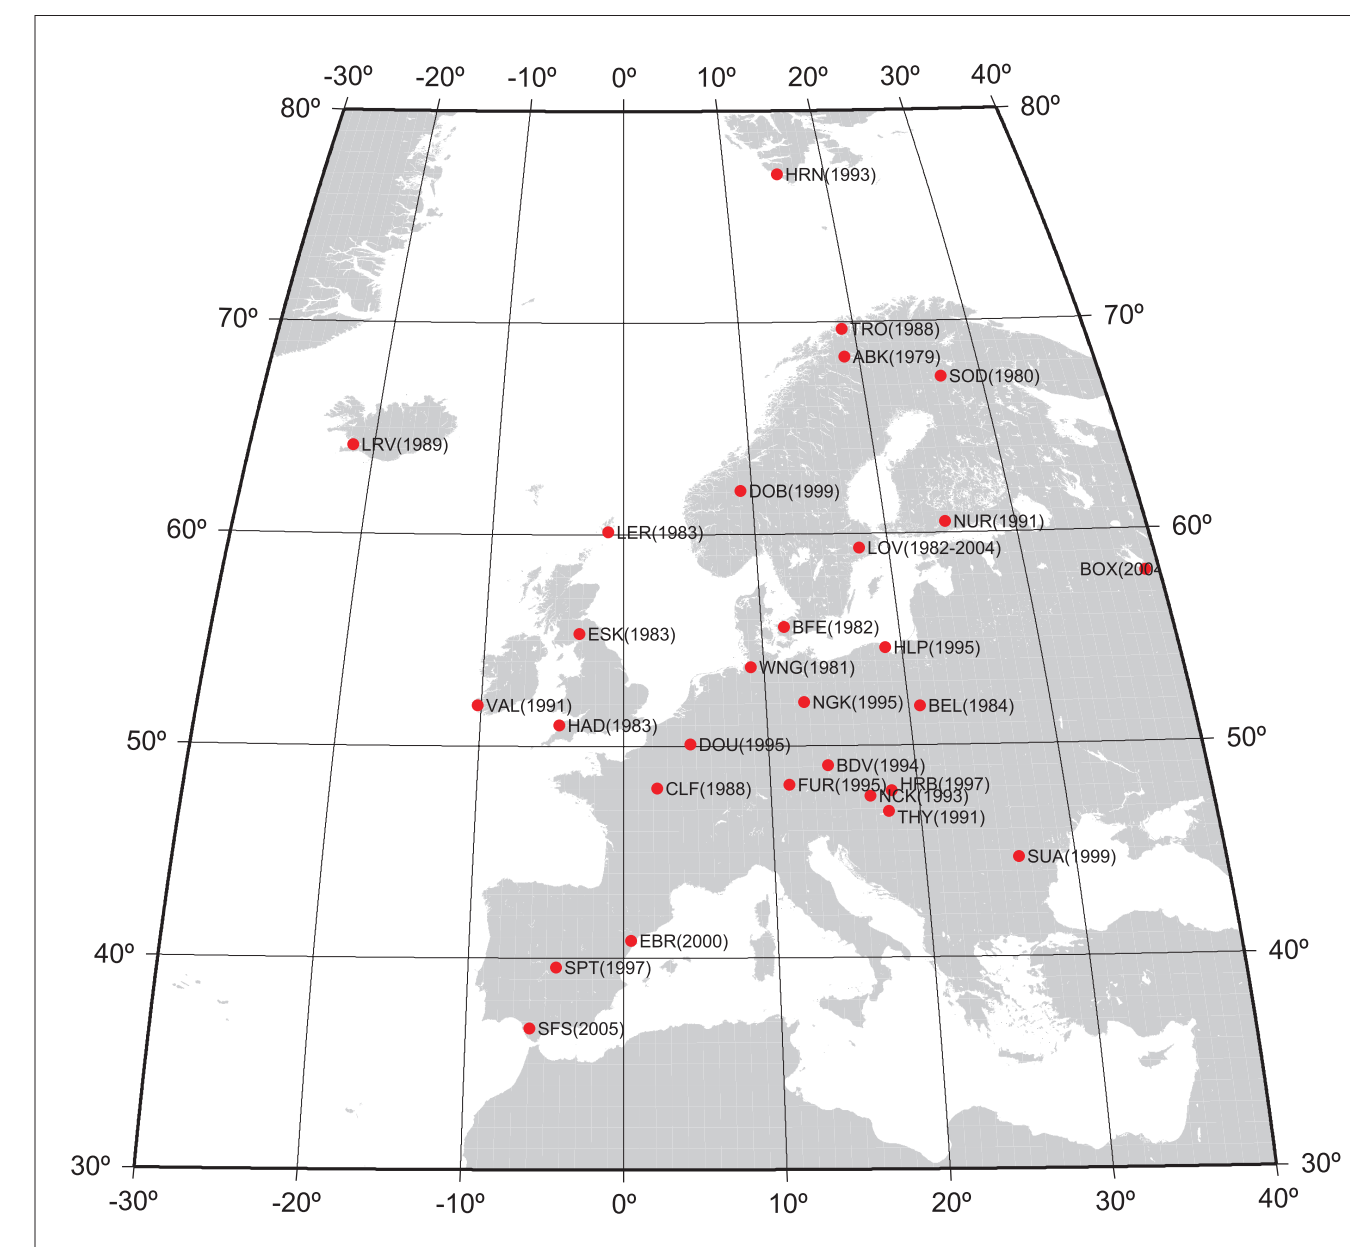 -30º -20º -10º 0º 10º 20º 30º 40º
80º 80º
HRN(1993)
70º 70º
TRO(1988)
ABK(1979)
SOD(1980)
LRV(1989)
DOB(1999)
NUR(1991)
60º 60º
LER(1983)
LOV(1982-2004)
BOX(2004
BFE(1982)
ESK(1983)
HLP(1995)
WNG(1981)
NGK(1995)
VAL(1991)
BEL(1984)
HAD(1983)
50º 50º
DOU(1995)
BDV(1994)
HRB(1997)
FUR(1995)
CLF(1988)
NCK(1993)
THY(1991)
SUA(1999)
EBR(2000)
40º 40º
SPT(1997)
SFS(2005)
30º 30º
-30º -20º -10º 0º 10º 20º 30º 40º